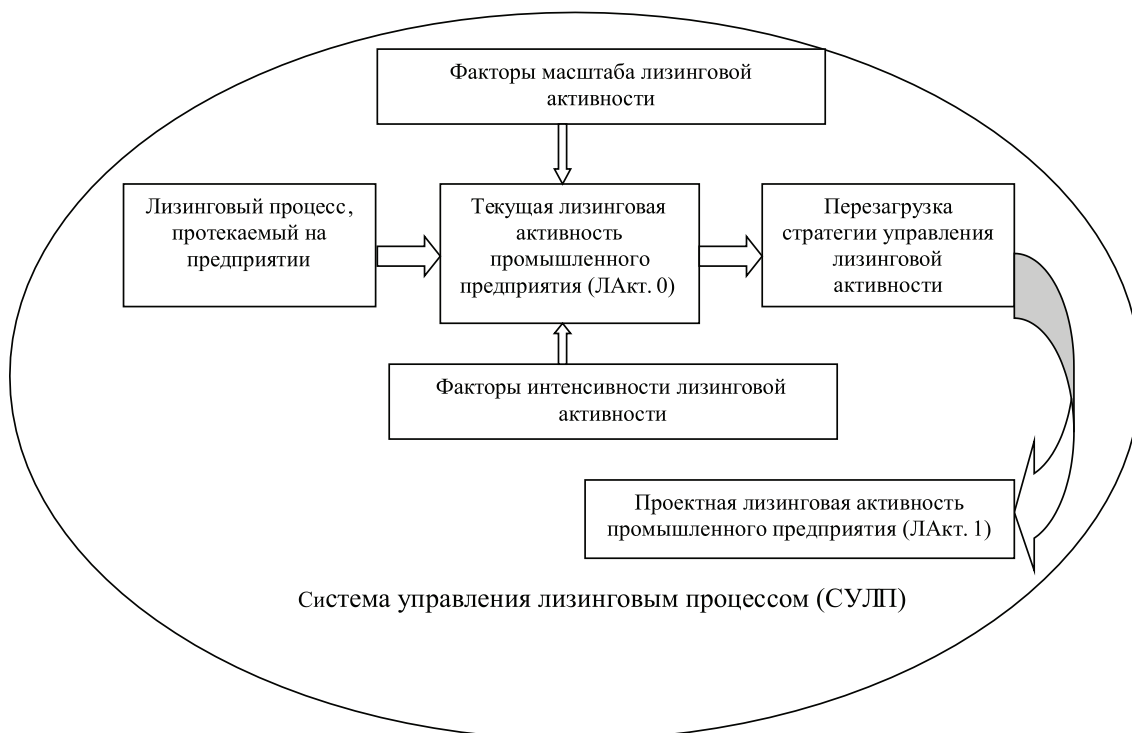 Факторы масштаба лизинговой
активности
Лизинговый процесс,
протекаемый на
предприятии
Текущая лизинговая
активность
промышленного
предприятия (ЛАкт. 0)
Перезагрузка
стратегии управления
лизинговой
активности
Факторы интенсивности лизинговой
активности
Проектная лизинговая активность
промышленного предприятия (ЛАкт. 1)
Система управления лизинговым процессом (СУЛП)